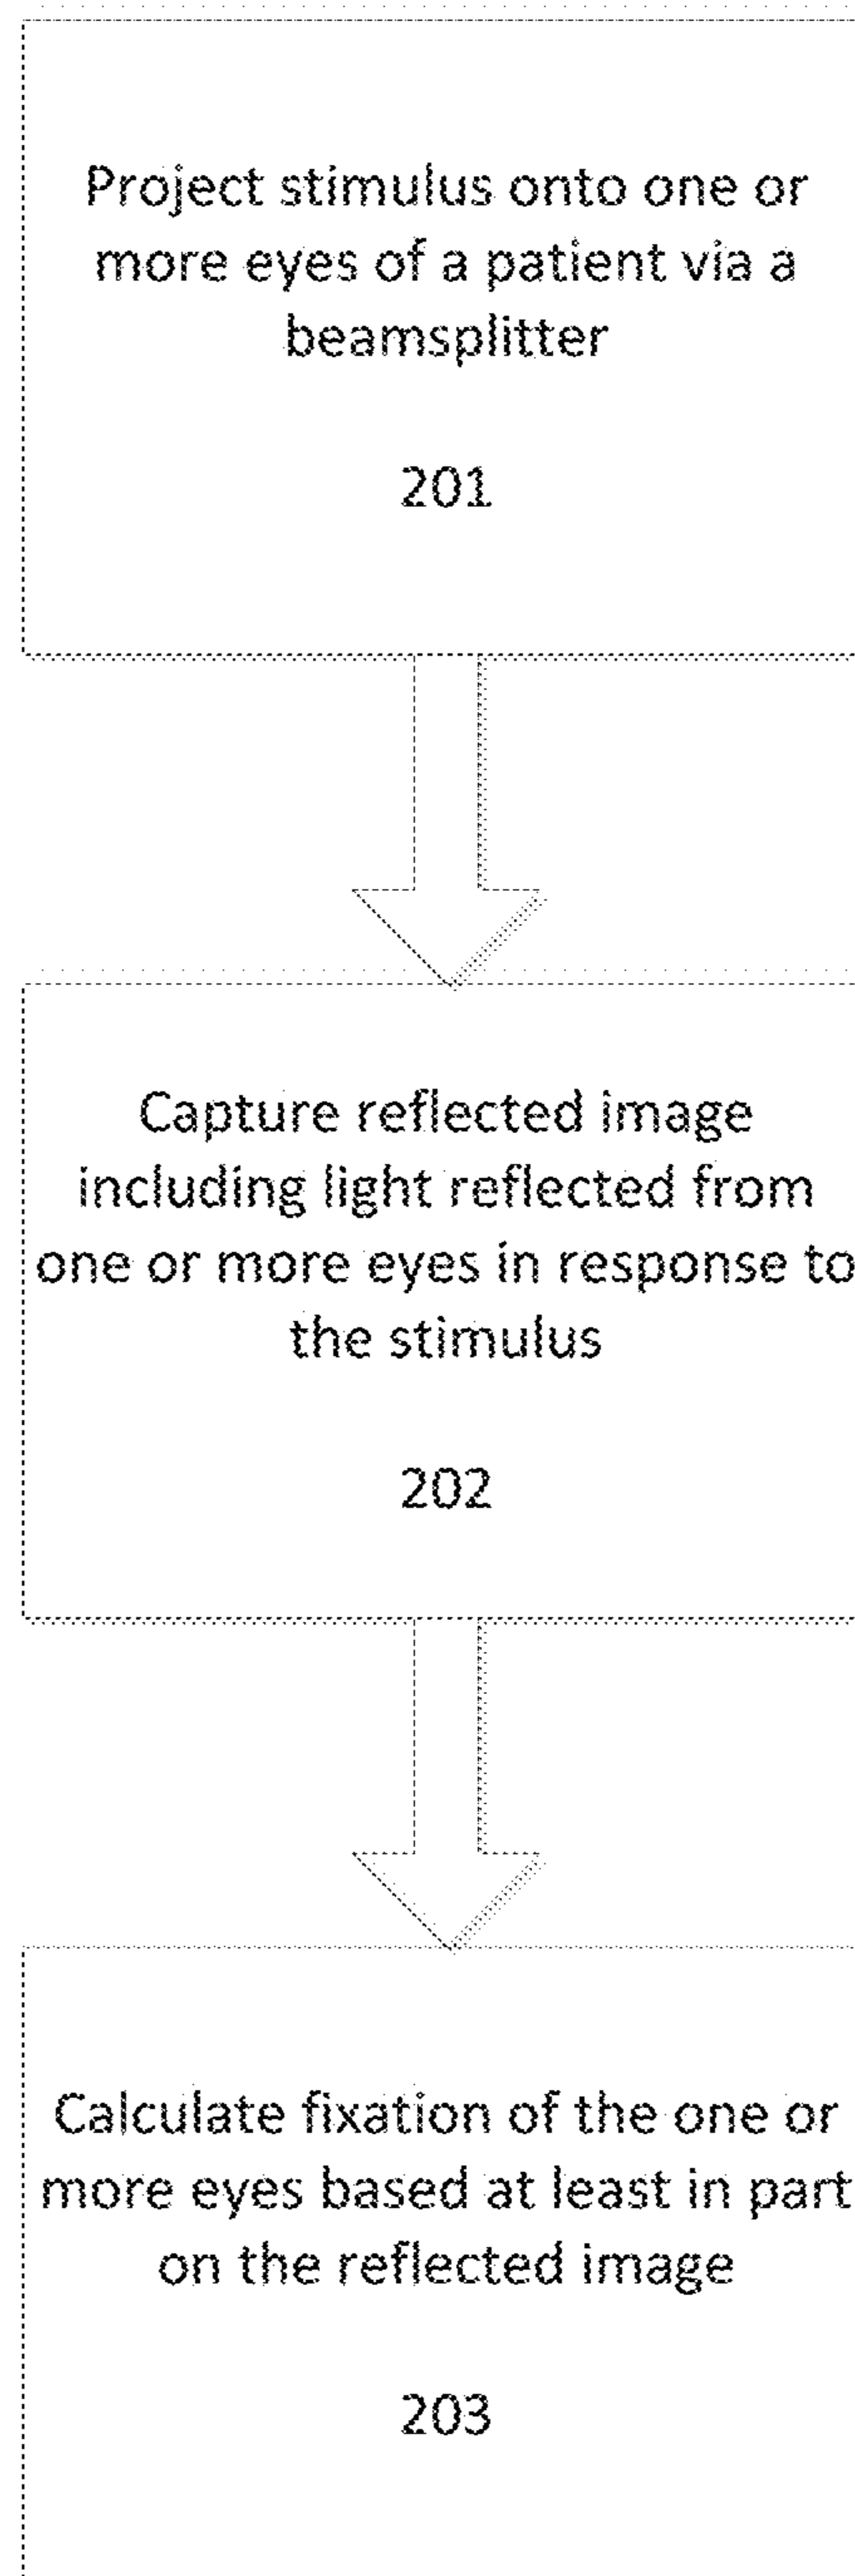 Project stimulus onto one or
more eyes of a patient via a
beamsplitter
201
Capture reflected image
including light reflected from
one or more eyes in response to
the stimulus
202
Calculate fixation of the one or
more eyes based at least in part
on the reflected image
203